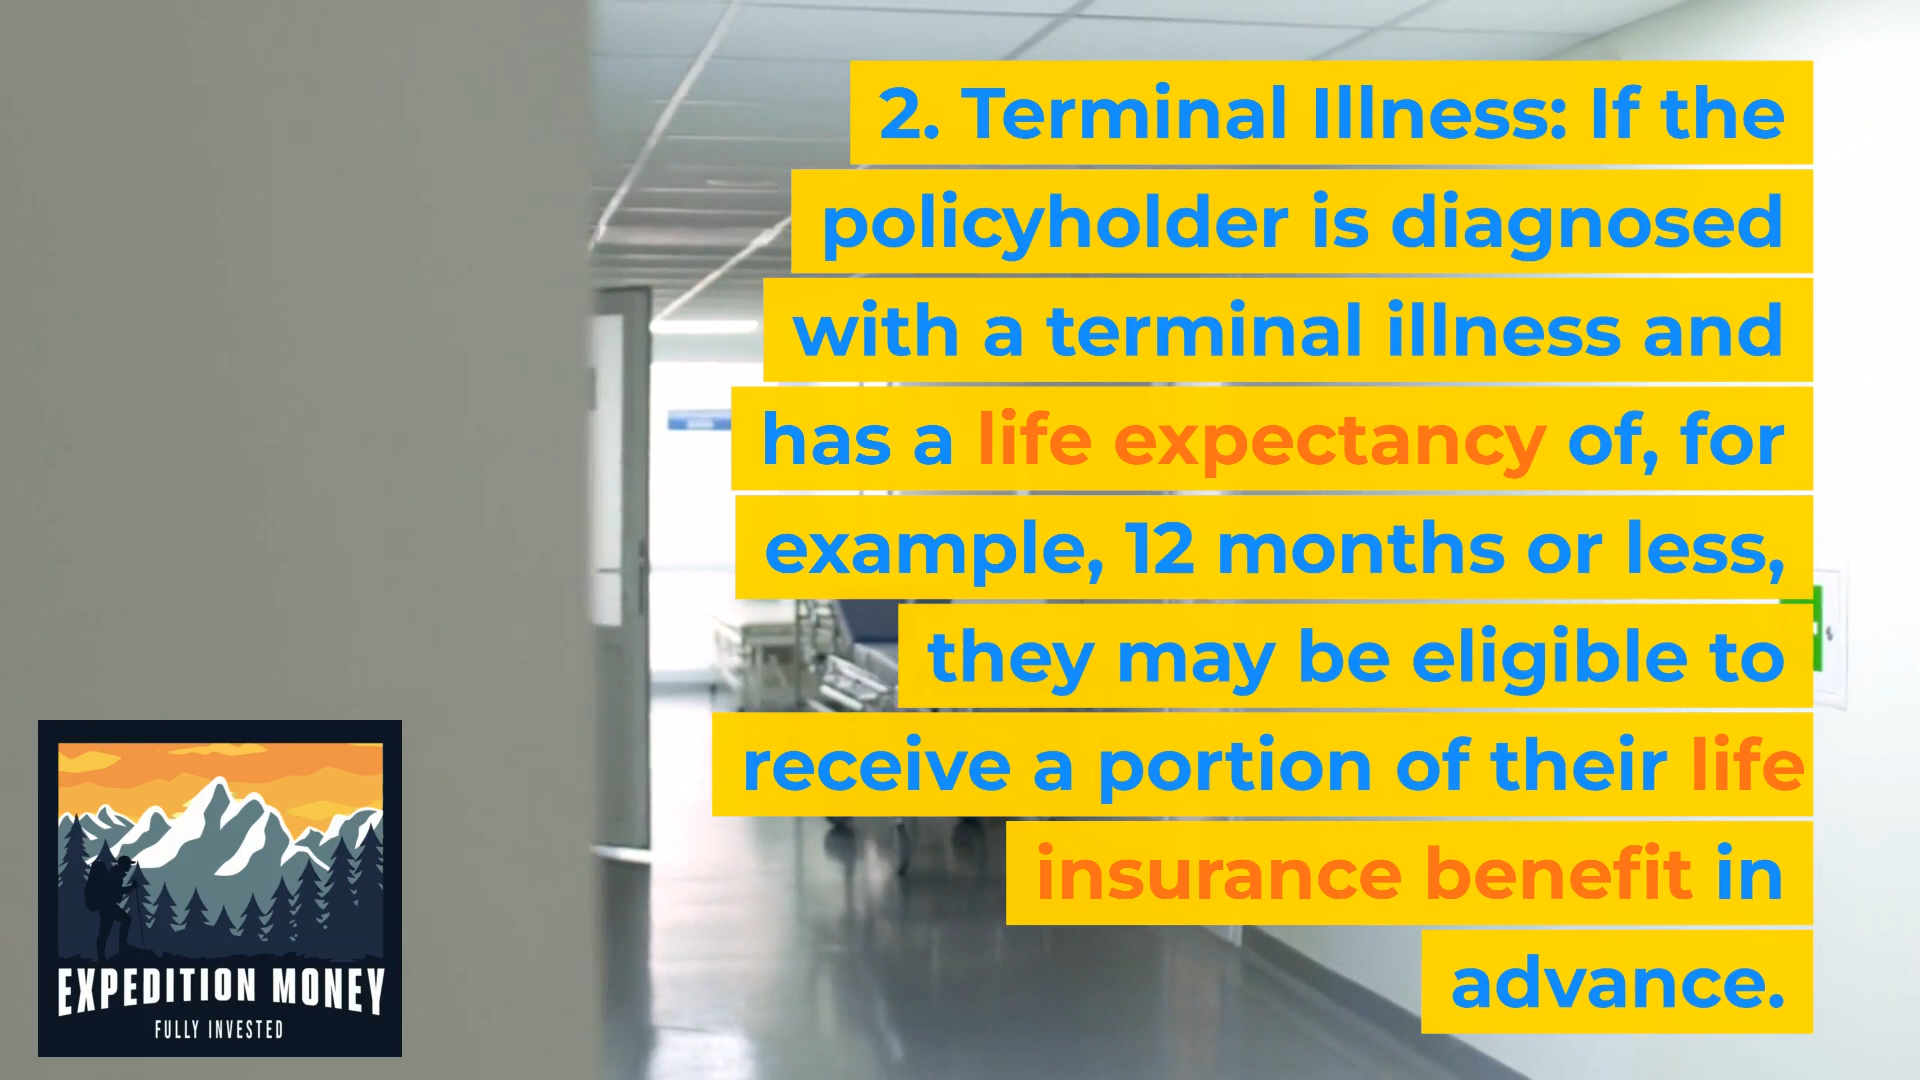 2. Terminal Illness: If the
policyholder is diagnosed
with a terminal illness and
has a life expectancy of, for
example, 12 months or less,
they may be eligible to
receive a portion of their life
insurance benefit in
advance.
EXPEDITION MONEY
FULLY INVESTED